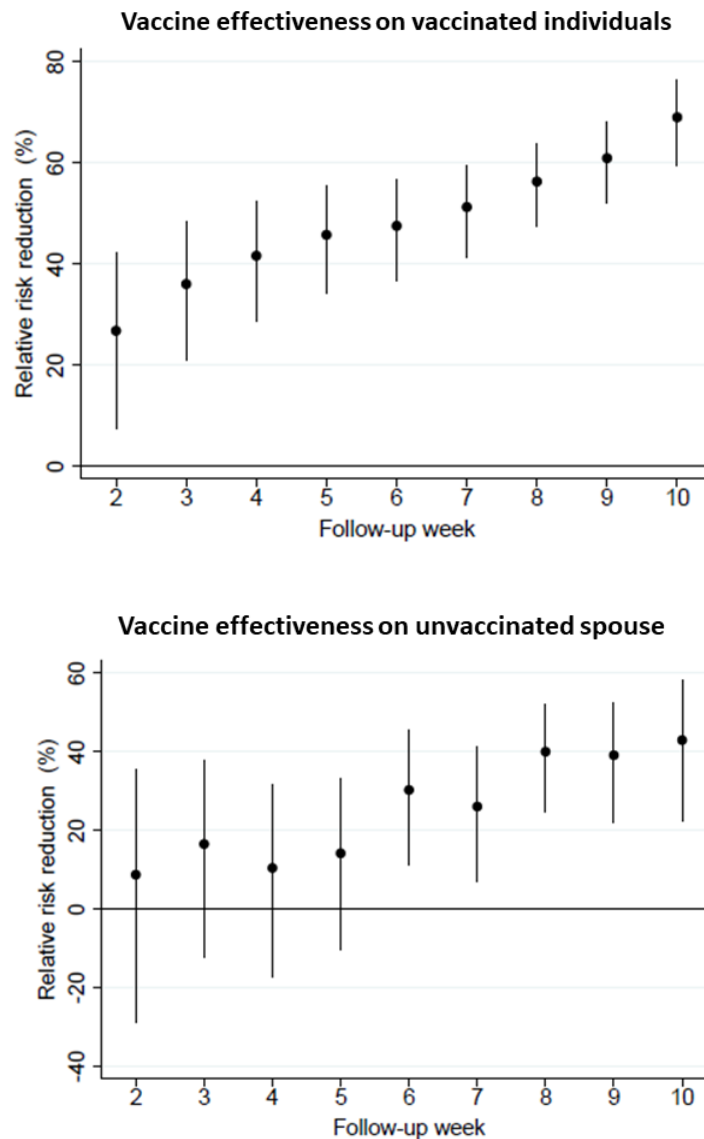 Vaccine effectiveness on vaccinated individuals
Relative risk reduction (%)
80
60
40
20
0
2 3 4 5 6 7 8 9 10
Follow-up week
Vaccine effectiveness on unvaccinated spouse
Relative risk reduction (%)
60
40
20
0
-20
-40
2 3 4 5 6 7 8 9 10
Follow-up week